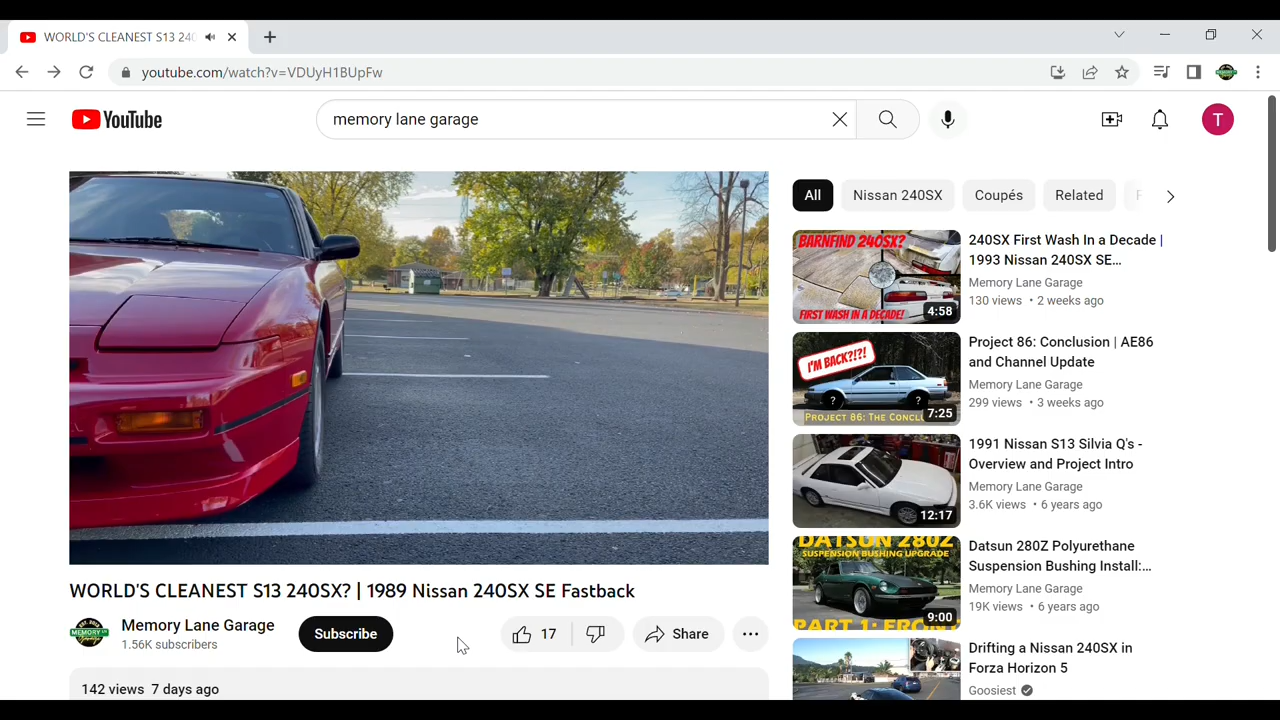 WORLD'S CLEANEST S13 240
youtube.com/watch?v=VDUyH1BUpFw
YouTube
memory lane garage
T
All
Nissan 240SX
Coupés
Related
BARNFIND 240SX?
FIRST WASH IN A DECADE!
4:58
240SX First Wash In a Decade |
1993 Nissan 240SX SE...
Memory Lane Garage
130 views • 2 weeks ago
I'M BACK?!?!
? ?
PROJECT 86: THE CONCLU
7:25
Project 86: Conclusion | AE86
and Channel Update
Memory Lane Garage
299 views • 3 weeks ago
12:17
1991 Nissan S13 Silvia Q's -
Overview and Project Intro
Memory Lane Garage
3.6K views • 6 years ago
DATSUN 280Z
SUSPENSION BUSHING UPGRADE
9:00
Datsun 280Z Polyurethane
Suspension Bushing Install:...
Memory Lane Garage
19K views • 6 years ago
Drifting a Nissan 240SX in
Forza Horizon 5
Goosiest
WORLD'S CLEANEST S13 240SX? | 1989 Nissan 240SX SE Fastback
MEMORY LN
Garage
Memory Lane Garage
1.56K subscribers
Subscribe
17
Share
142 views 7 days ago